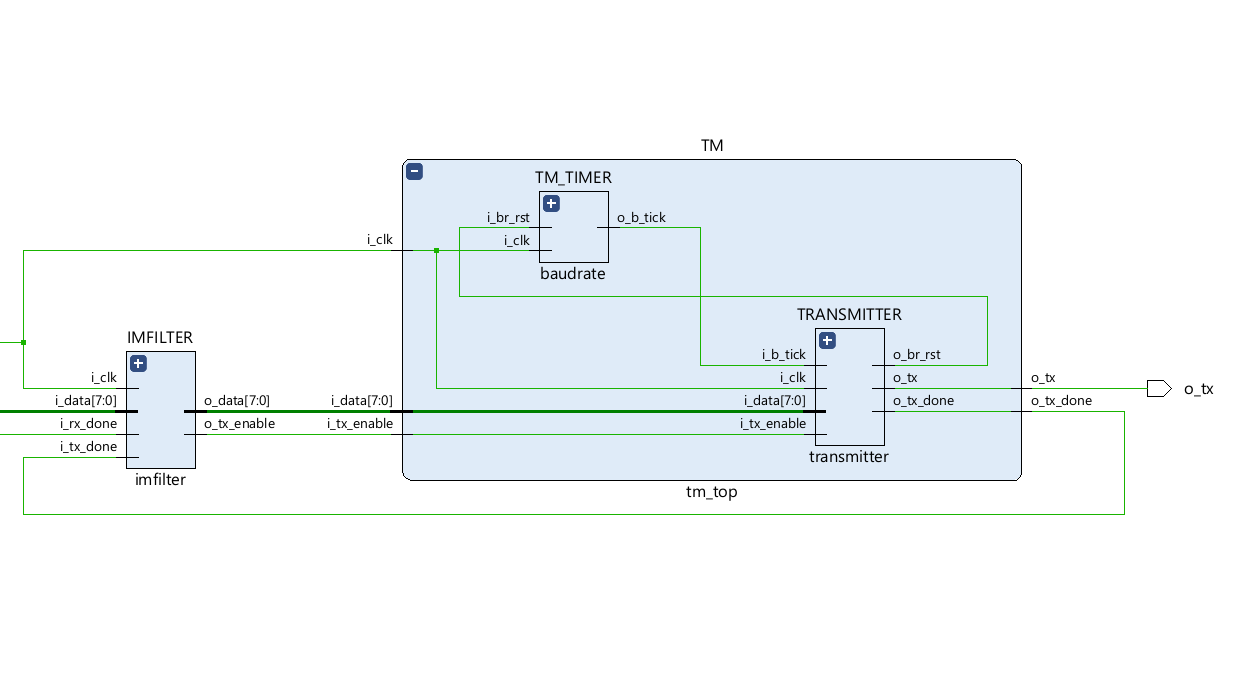 TM
TM_TIMER
i_br_rst
o_b_tick
i_clk
i_clk
baudrate
TRANSMITTER
IMFILTER
i_b_tick
o_br_rst
i_clk
i_clk
o_tx
o_tx
o_tx
i_data[7:0]
o_data[7:0]
i_data[7:0]
i_data[7:0]
o_tx_done
o_tx_done
i_rx_done
o_tx_enable
i_tx_enable
i_tx_enable
i_tx_done
transmitter
imfilter
tm_top